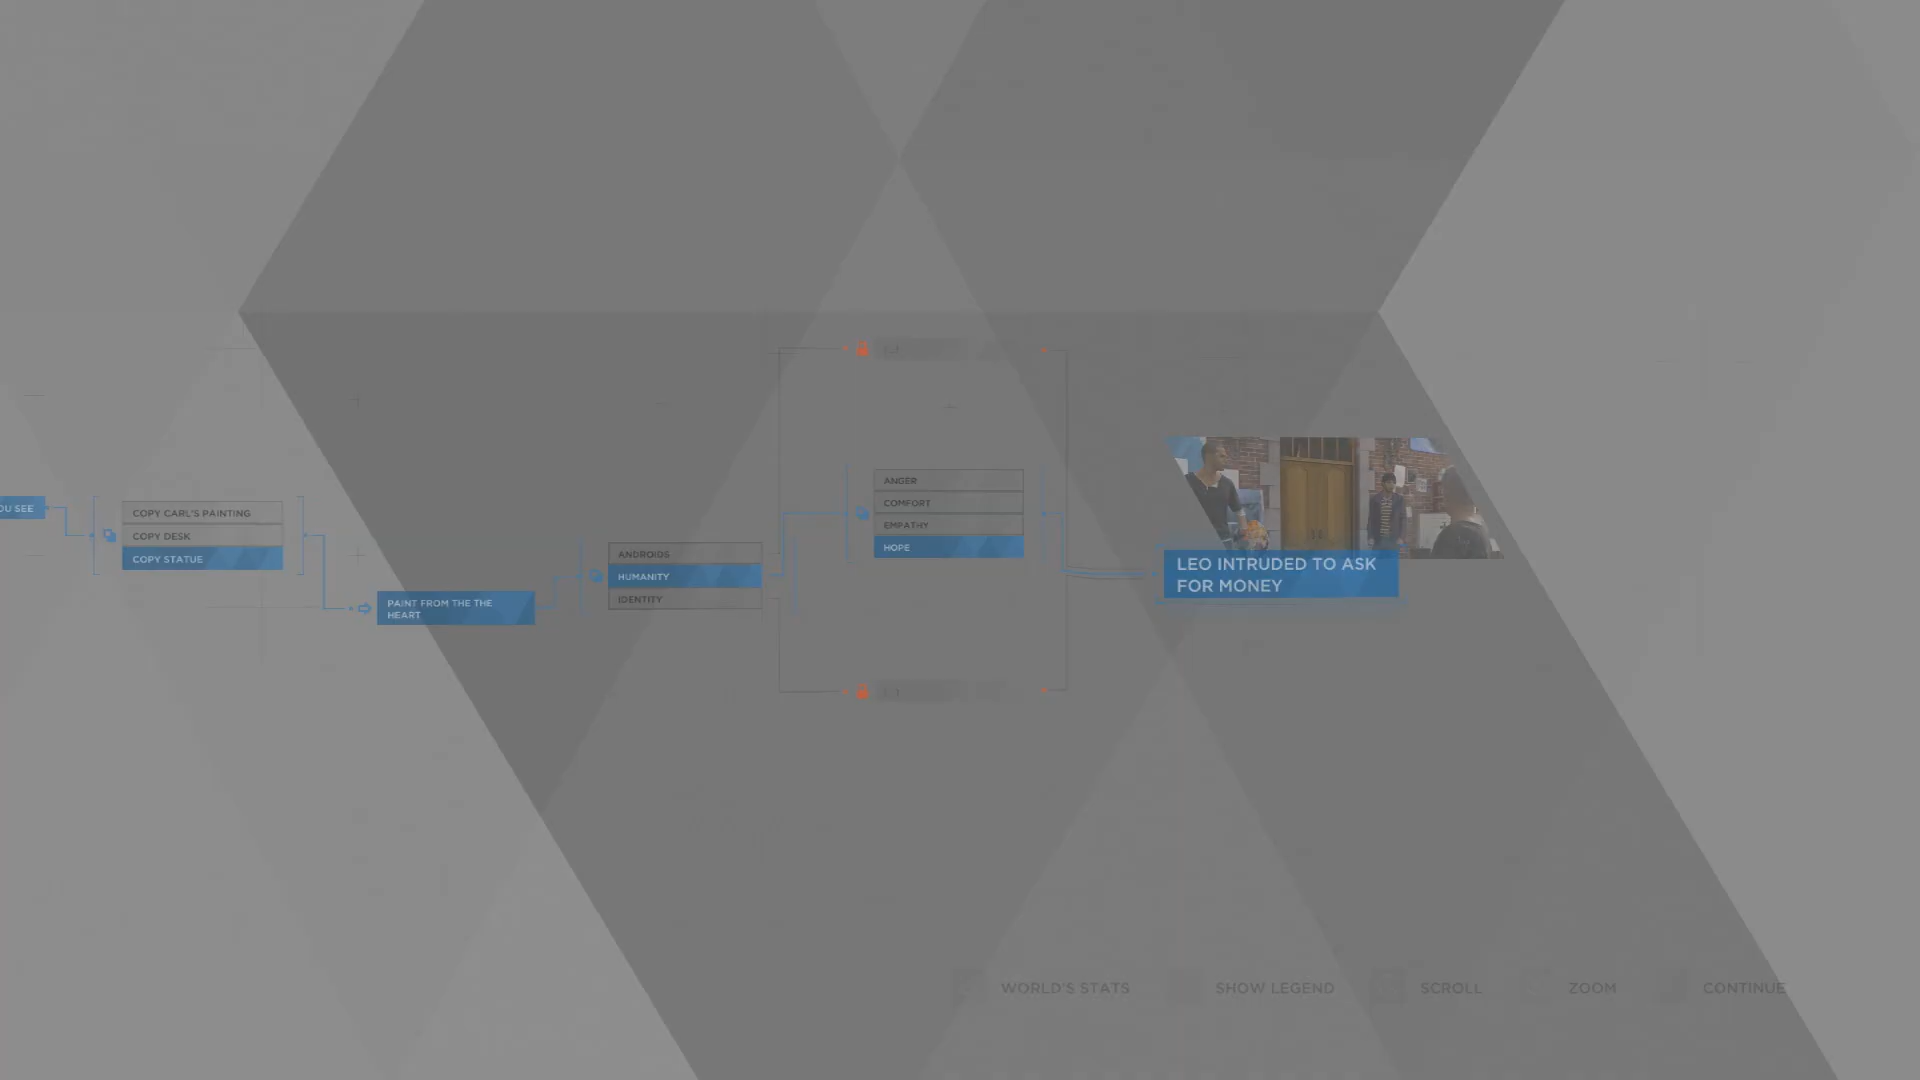 OU SEE
COPY CARL'S PAINTING
COPY DESK
COPY STATUE
PAINT FROM THE THE
HEART
ANDROIDS
HUMANITY
IDENTITY
ANGER
COMFORT
EMPATHY
HOPE
LEO INTRUDED TO ASK
FOR MONEY
WORLD'S STATS
SHOW LEGEND
SCROLL
ZOOM
CONTINUE